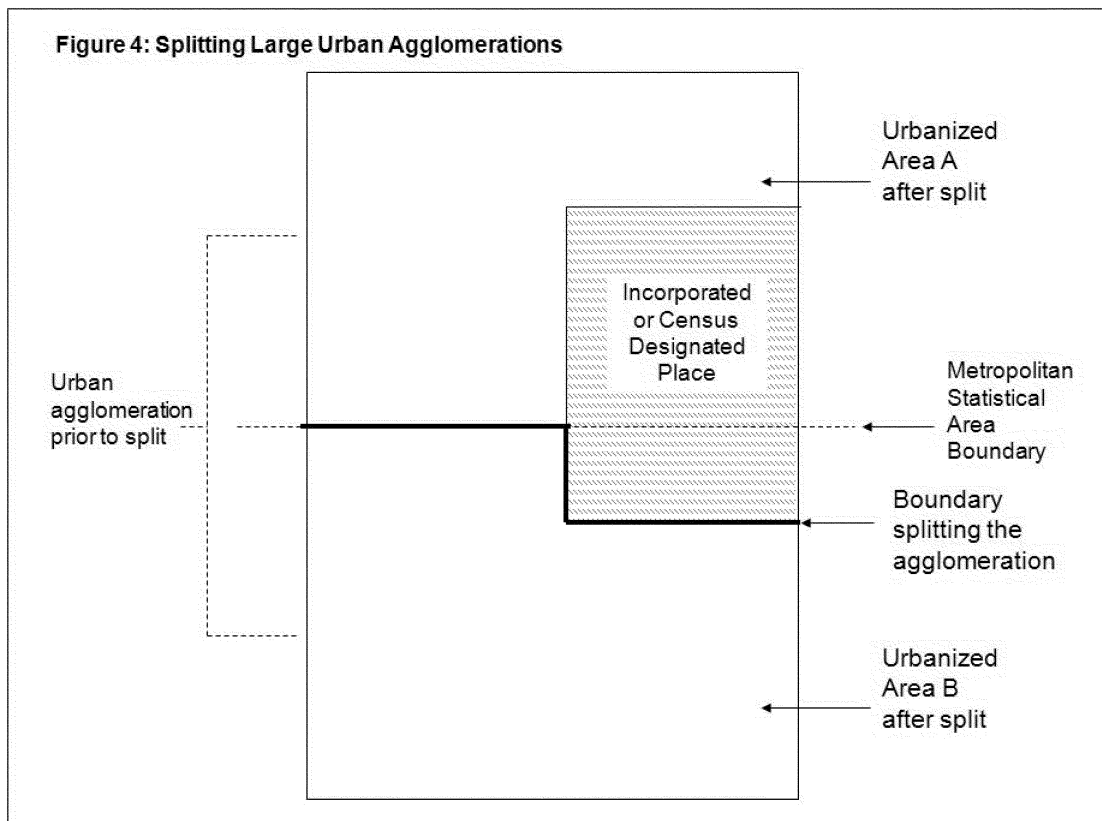 Figure 4: Splitting Large Urban Agglomerations
Urbanized
Area A
after split
Incorporated
or Census
Designated
Place
Urban
agglomeration
prior to split
Metropolitan
Statistical
Area
Boundary
Boundary
splitting the
agglomeration
Urbanized
Area B
after split